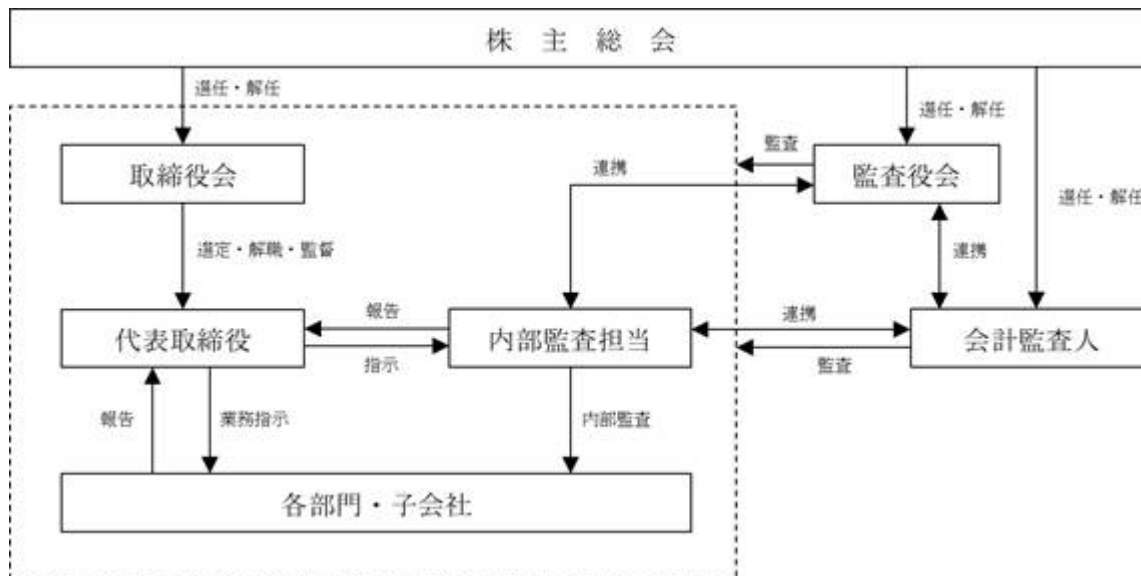 株主総会
選任・解任
選任・解任
選任・解任
取締役会
監査
監査役会
連携
選定・解職・監督
連携
代表取締役
報告
指示
内部監査担当
連携
監査
会計監査人
報告
業務指示
内部監査
各部門・子会社